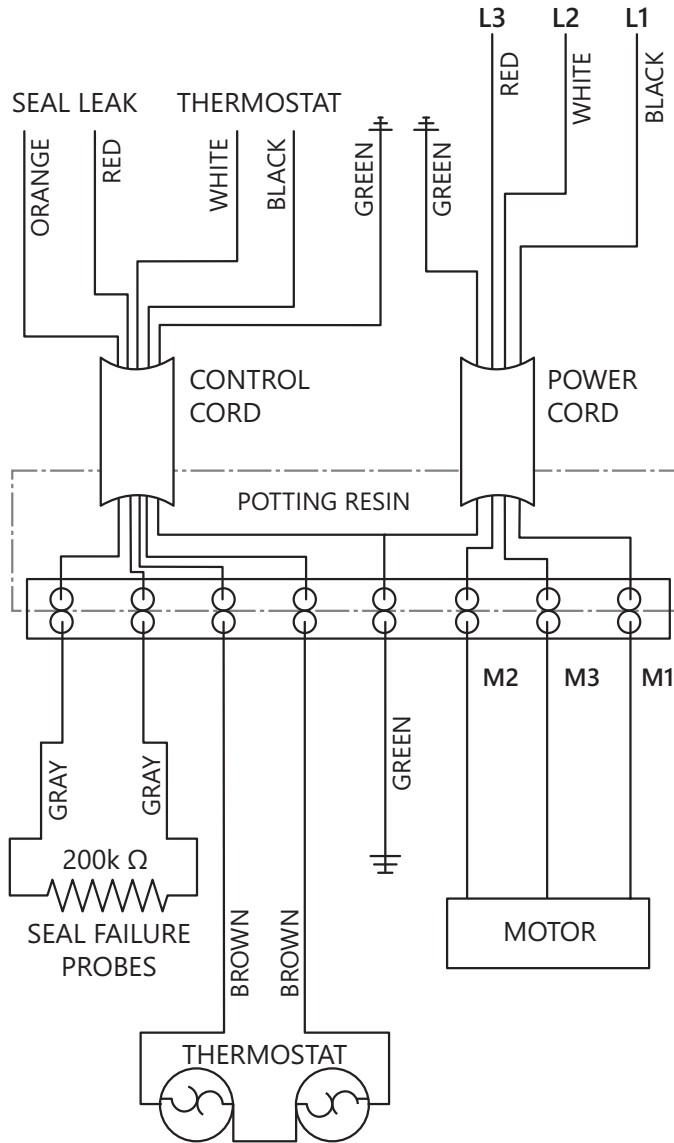 L3 L2 L1
RED
WHITE
BLACK
SEAL LEAK THERMOSTAT
ORANGE
RED
WHITE
BLACK
GREEN
GREEN
CONTROL
CORD
POWER
CORD
POTTING RESIN
M2 M3 M1
GRAY
GRAY
GREEN
200k Ω
SEAL FAILURE
PROBES
BROWN
BROWN
MOTOR
THERMOSTAT